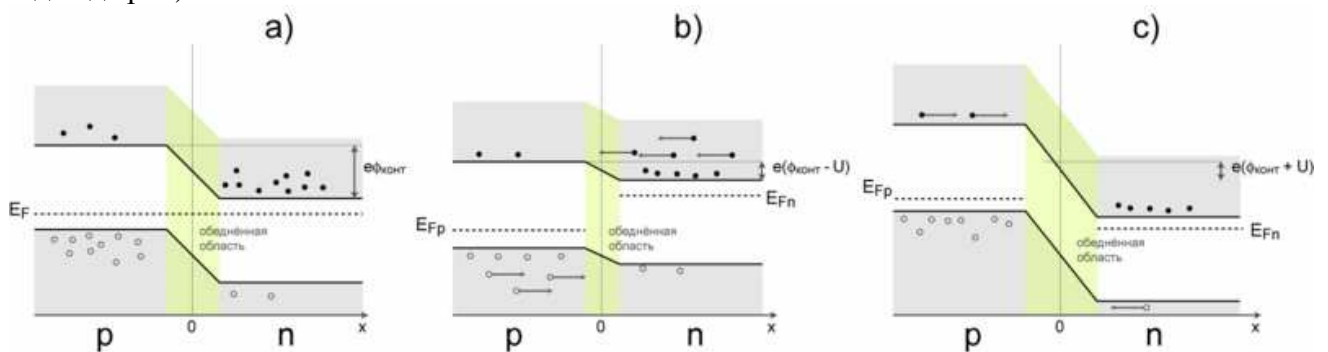 a)
b)
c)
eφконт
e(φконт - U)
e(φконт + U)
EF
EFp
EFn
EFp
EFn
обеднённая
область
обеднённая
область
обеднённая
область
p
0
n
x
p
0
n
x
p
0
n
x